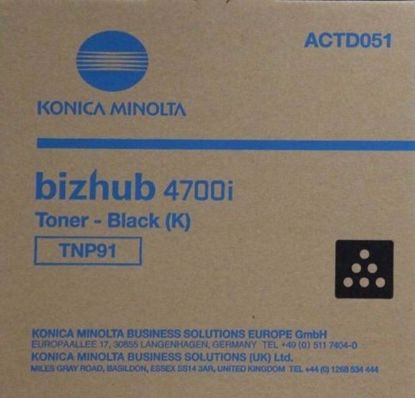 ACTD051
KONICA MINOLTA
bizhub 4700i
Toner - Black (K)
TNP91
KONICA MINOLTA BUSINESS SOLUTIONS EUROPE GmbH
EUROPAALLEE 17, 30855 LANGENHAGEN, GERMANY TEL +49 (0) 511 7404-0
KONICA MINOLTA BUSINESS SOLUTIONS (UK) Ltd.
MILES GRAY ROAD, BASILDON, ESSEX SS14 3AR, UNITED KINGDOM TEL +44 (0) 1268 534 444